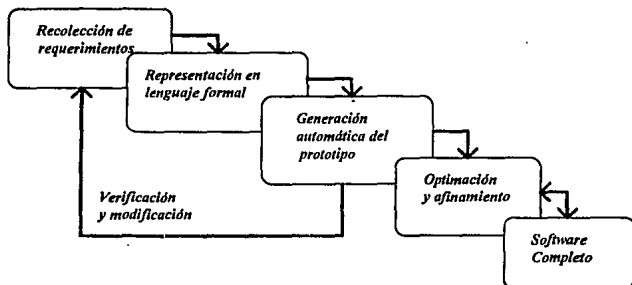 Recolección de
requerimientos
Representación en
lenguaje formal
Generación
automática del
prototipo
Optimación
y afinamiento
Verificación
y modificación
Software
Completo